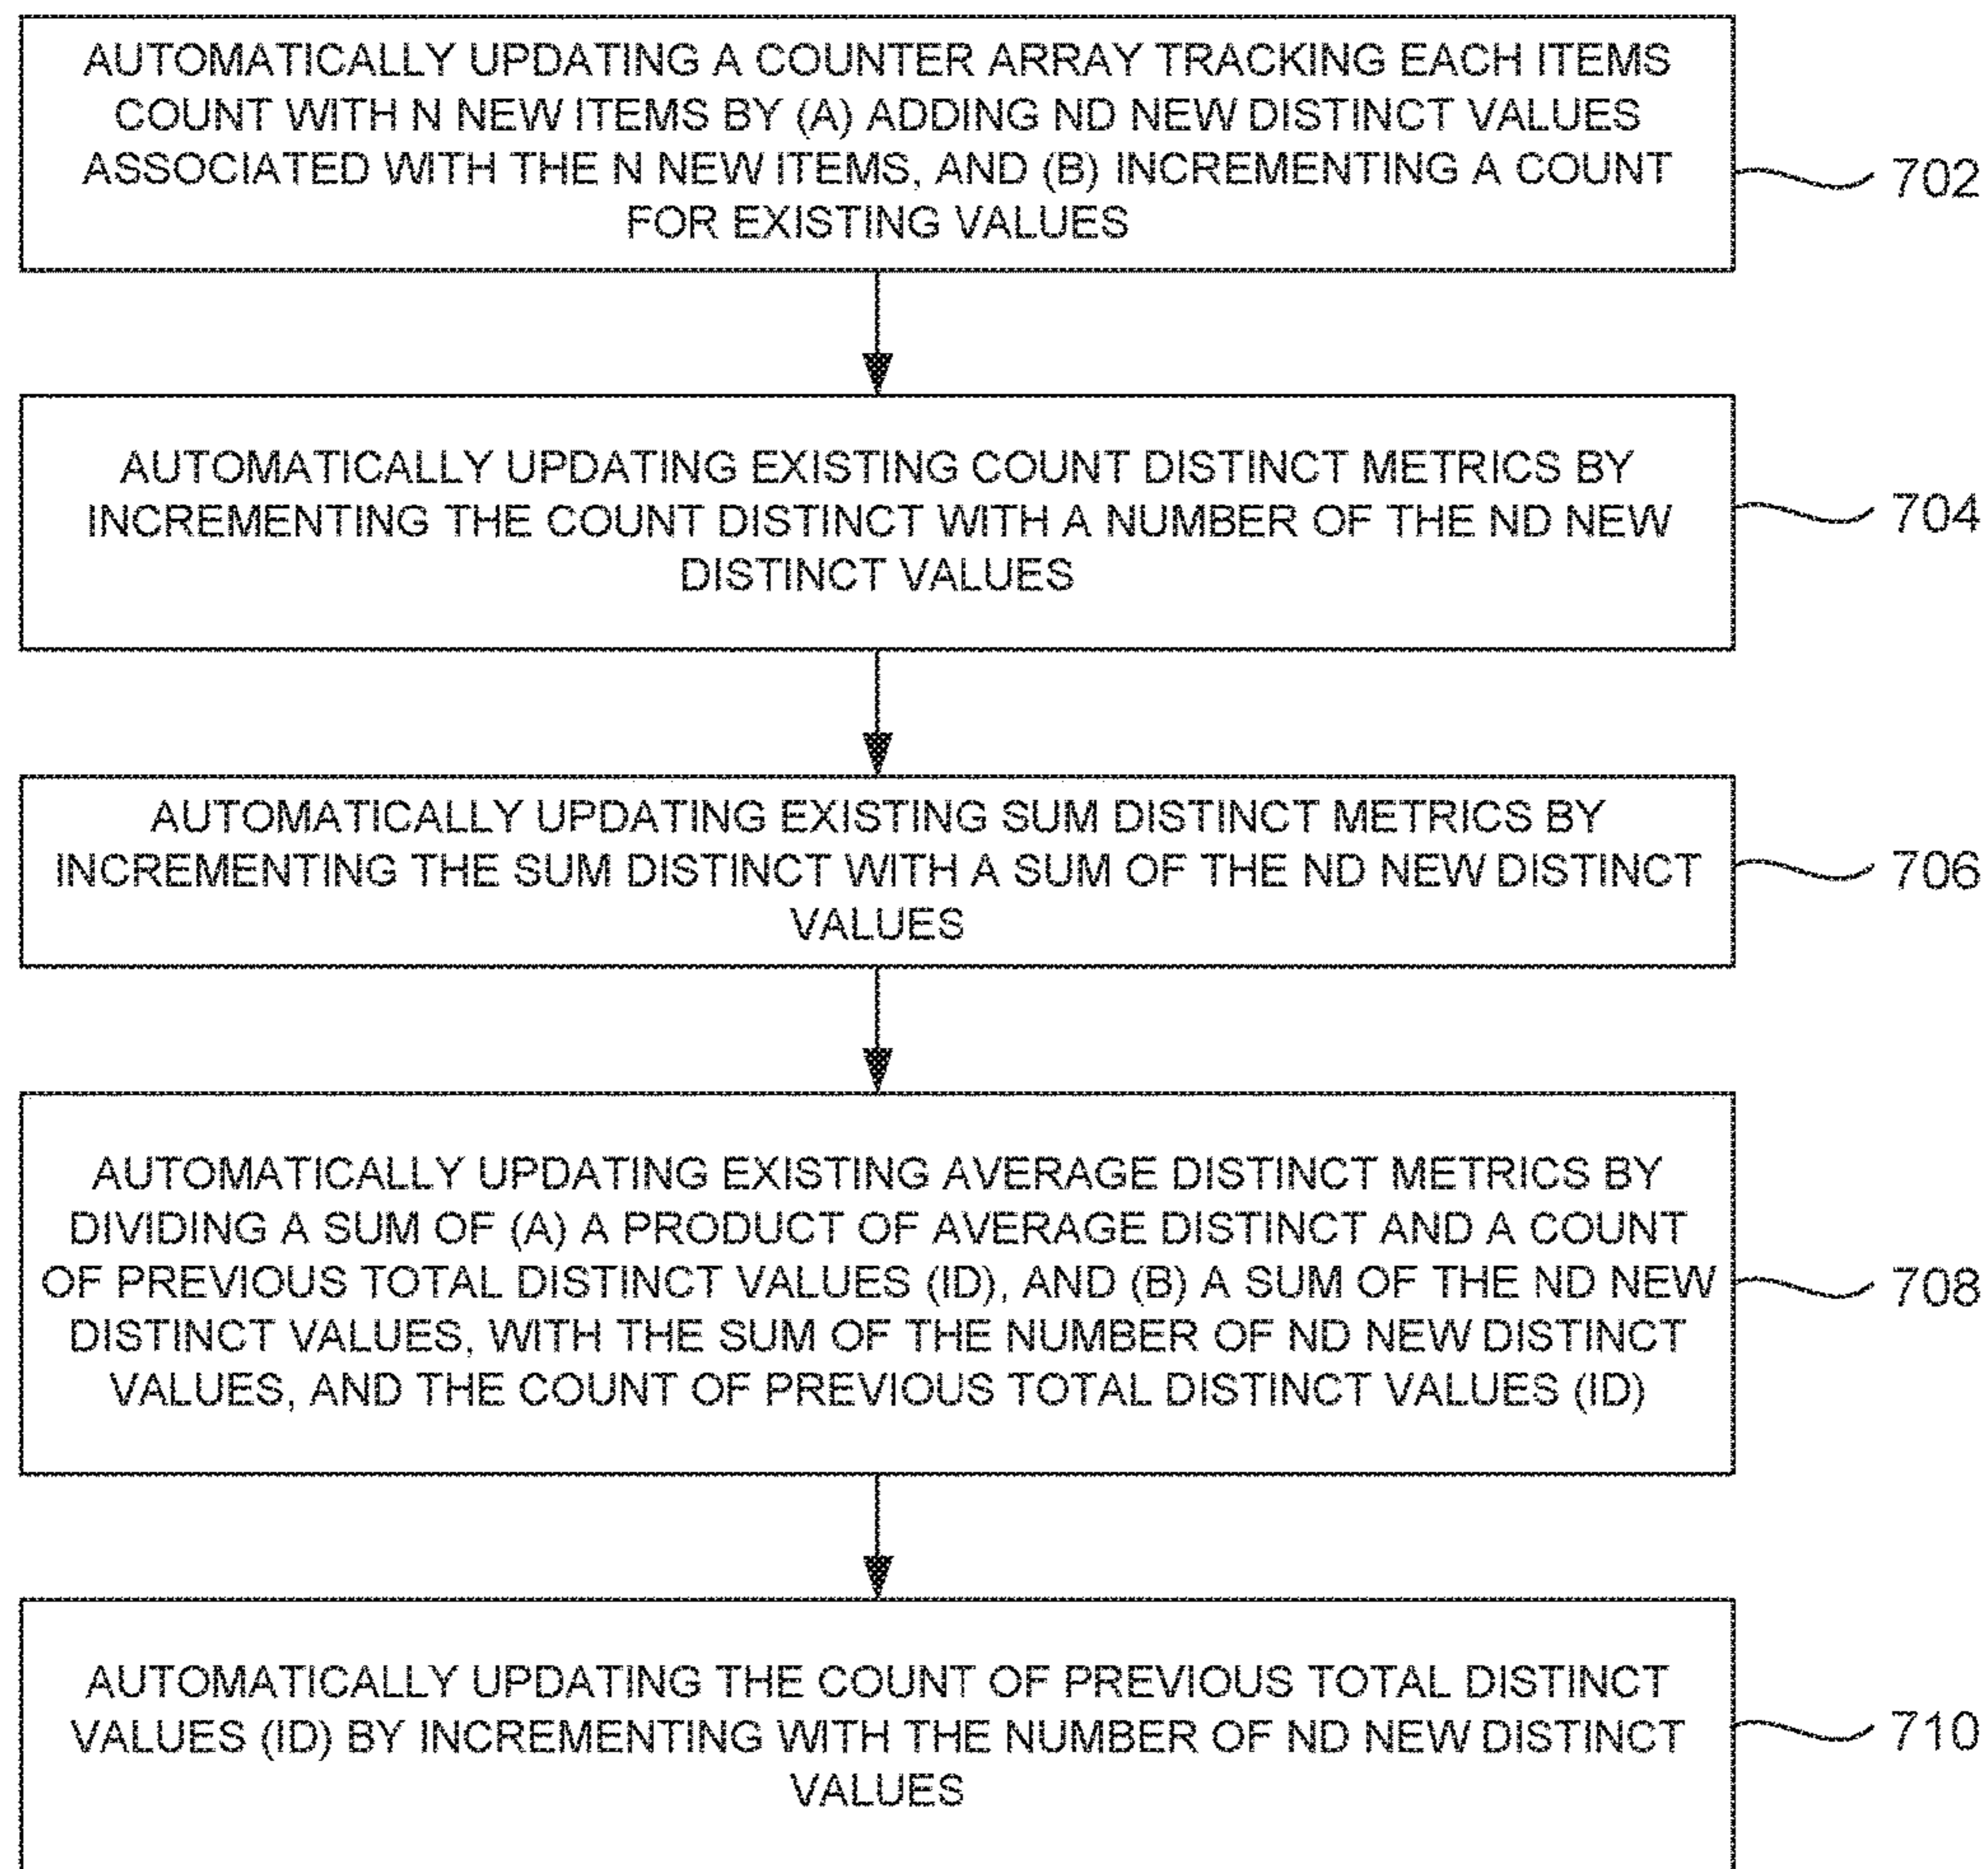 AUTOMATICALLY UPDATING A COUNTER ARRAY TRACKING EACH ITEMS
COUNT WITH N NEW ITEMS BY (A) ADDING ND NEW DISTINCT VALUES
ASSOCIATED WITH THE N NEW ITEMS, AND (B) INCREMENTING A COUNT
FOR EXISTING VALUES
702
AUTOMATICALLY UPDATING EXISTING COUNT DISTINCT METRICS BY
INCREMENTING THE COUNT DISTINCT WITH A NUMBER OF THE ND NEW
DISTINCT VALUES
704
AUTOMATICALLY UPDATING EXISTING SUM DISTINCT METRICS BY
INCREMENTING THE SUM DISTINCT WITH A SUM OF THE ND NEW DISTINCT
VALUES
706
AUTOMATICALLY UPDATING EXISTING AVERAGE DISTINCT METRICS BY
DIVIDING A SUM OF (A) A PRODUCT OF AVERAGE DISTINCT AND A COUNT
OF PREVIOUS TOTAL DISTINCT VALUES (ID), AND (B) A SUM OF THE ND NEW
DISTINCT VALUES, WITH THE SUM OF THE NUMBER OF ND NEW DISTINCT
VALUES, AND THE COUNT OF PREVIOUS TOTAL DISTINCT VALUES (ID)
708
AUTOMATICALLY UPDATING THE COUNT OF PREVIOUS TOTAL DISTINCT
VALUES (ID) BY INCREMENTING WITH THE NUMBER OF ND NEW DISTINCT
VALUES
710